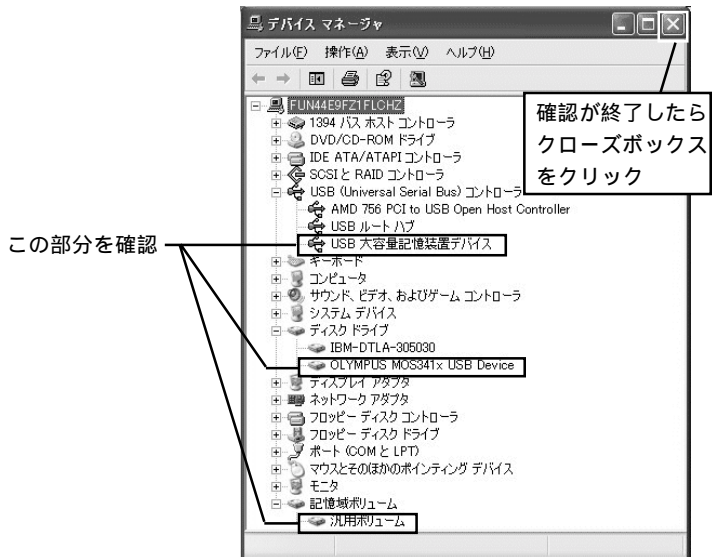 デバイス マネージャ
ファイル(F) 操作(A) 表示(V) ヘルプ(H)
FUN44E9FZ1FLCHZ
1394 バス ホスト コントローラ
DVD/CD-ROM ドライブ
IDE ATA/ATAPI コントローラ
SCSI と RAID コントローラ
USB (Universal Serial Bus) コントローラ
AMD 756 PCI to USB Open Host Controller
USB ルート ハブ
USB 大容量記憶装置デバイス
キーボード
コンピュータ
サウンド、ビデオ、およびゲーム コントローラ
システム デバイス
ディスク ドライブ
IBM-DTLA-305030
OLYMPUS MOS341x USB Device
ディスプレイ アダプタ
ネットワーク アダプタ
フロッピー ディスク コントローラ
フロッピー ディスク ドライブ
ポート (COM と LPT)
マウスとそのほかのポインティング デバイス
モニタ
記憶域ボリューム
汎用ボリューム
確認が終了したら
クローズボックス
をクリック
この部分を確認